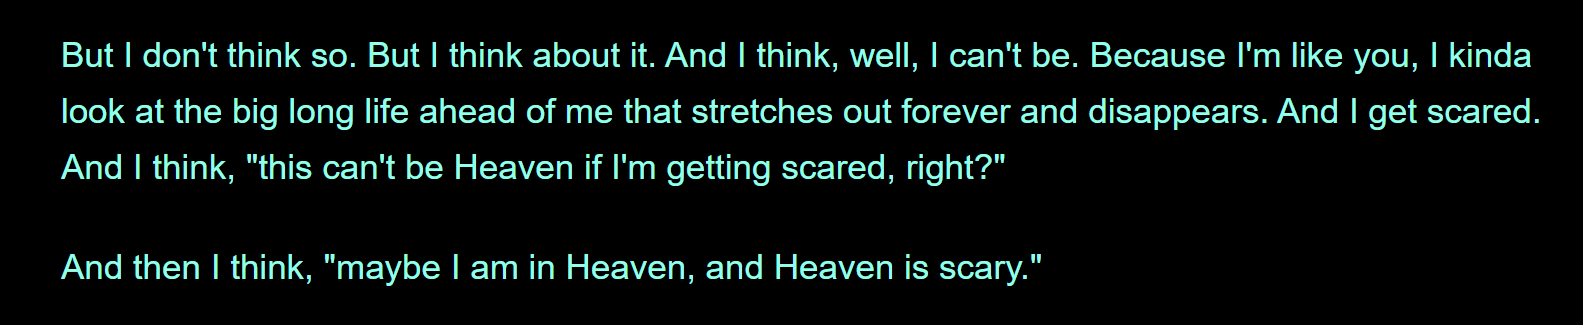 But I don't think so. But I think about it. And I think, well, I can't be. Because I'm like you, I kinda
look at the big long life ahead of me that stretches out forever and disappears. And I get scared.
And I think, "this can't be Heaven if I'm getting scared, right?"
And then I think, "maybe I am in Heaven, and Heaven is scary."